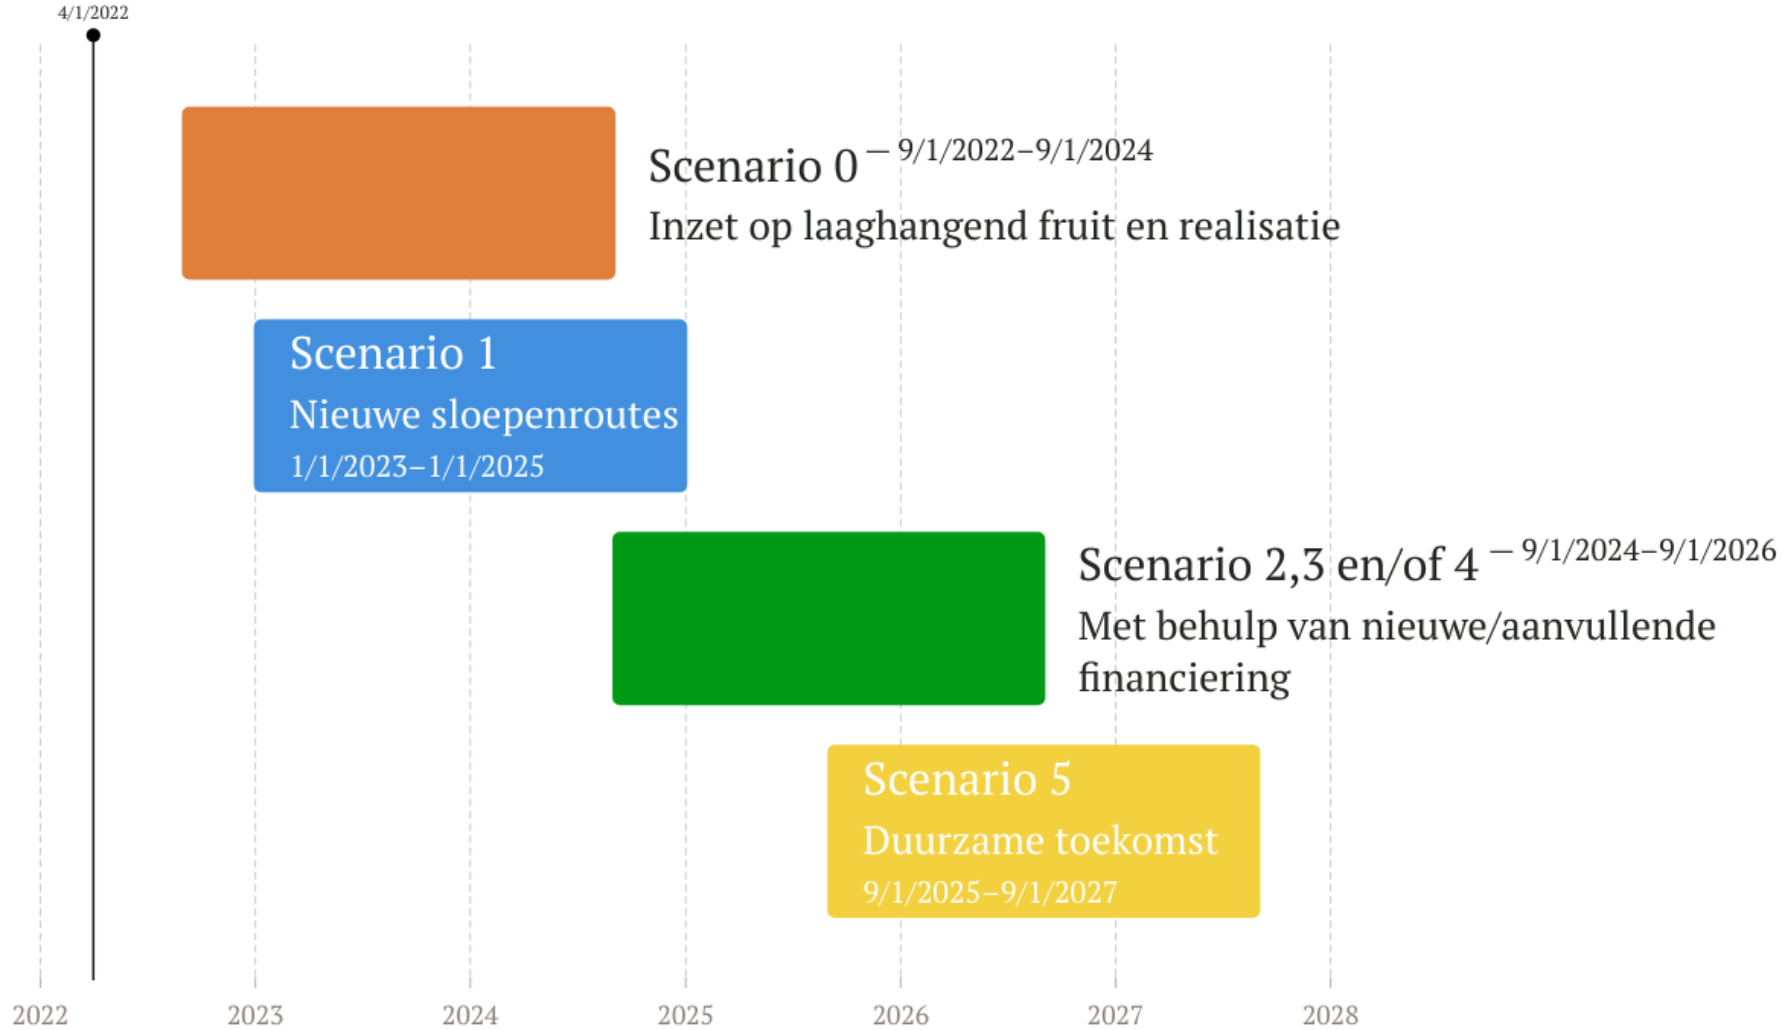 4/1/2022
Scenario 0 — 9/1/2022–9/1/2024
Inzet op laaghangend fruit en realisatie
Scenario 1
Nieuwe sloepenroutes
1/1/2023–1/1/2025
Scenario 2,3 en/of 4 — 9/1/2024–9/1/2026
Met behulp van nieuwe/aanvullende
financiering
Scenario 5
Duurzame toekomst
9/1/2025–9/1/2027
2022 2023 2024 2025 2026 2027 2028